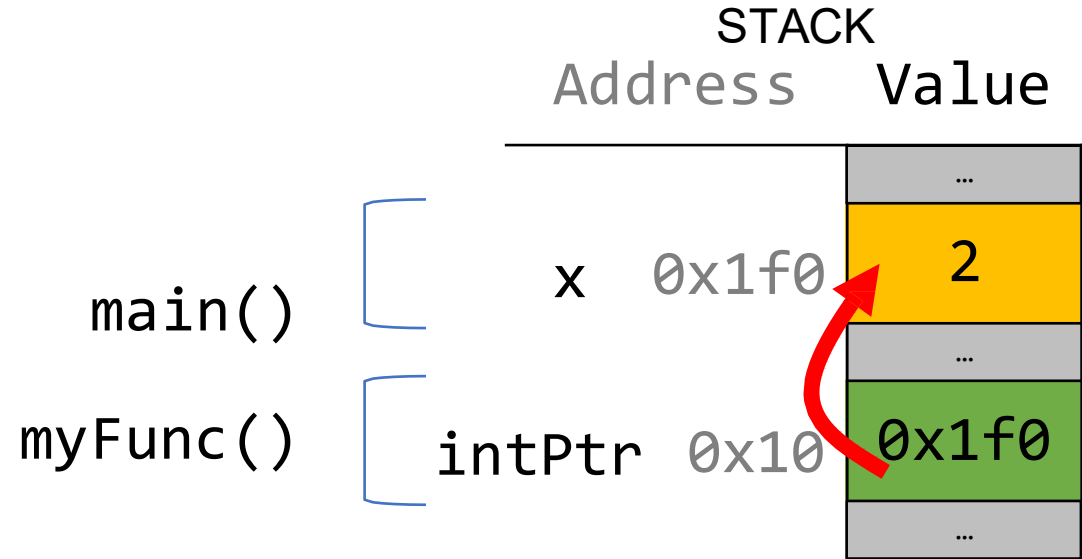 STACK
Address Value
…
x 0x1f0 2
main()
…
myFunc() intPtr 0x10 0x1f0
…